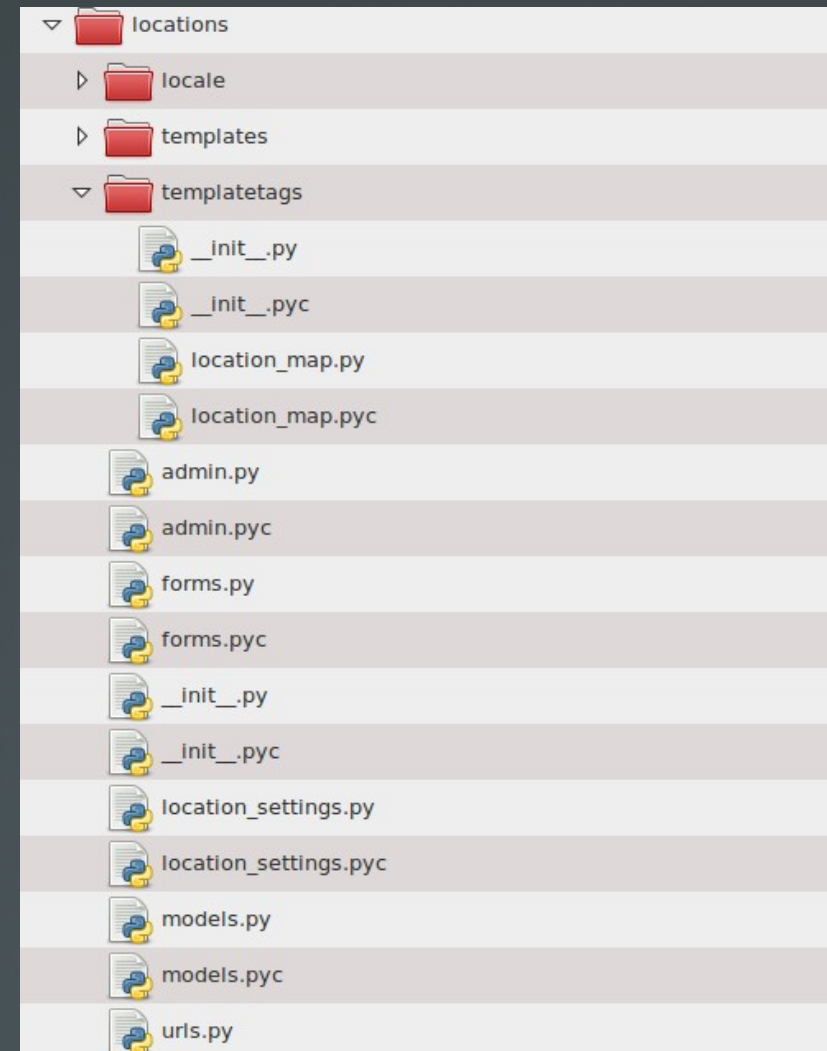 locations
locale
templates
templatetags
__init__.py
__init__.pyc
location_map.py
location_map.pyc
admin.py
admin.pyc
forms.py
forms.pyc
__init__.py
__init__.pyc
location_settings.py
location_settings.pyc
models.py
models.pyc
urls.py